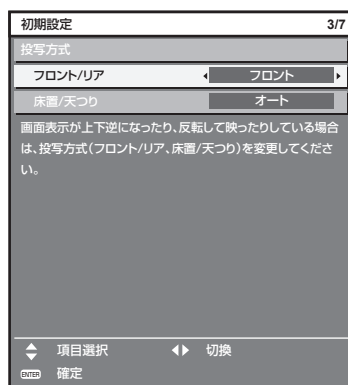 初期設定 3/7
投写方式
フロント/リア フロント
床置/天つり オート
画面表示が上下逆になったり、反転して映ったりしている場合
は、投写方式(フロント/リア、床置/天つり)を変更してくださ
い。
項目選択 切換
ENTER 確定